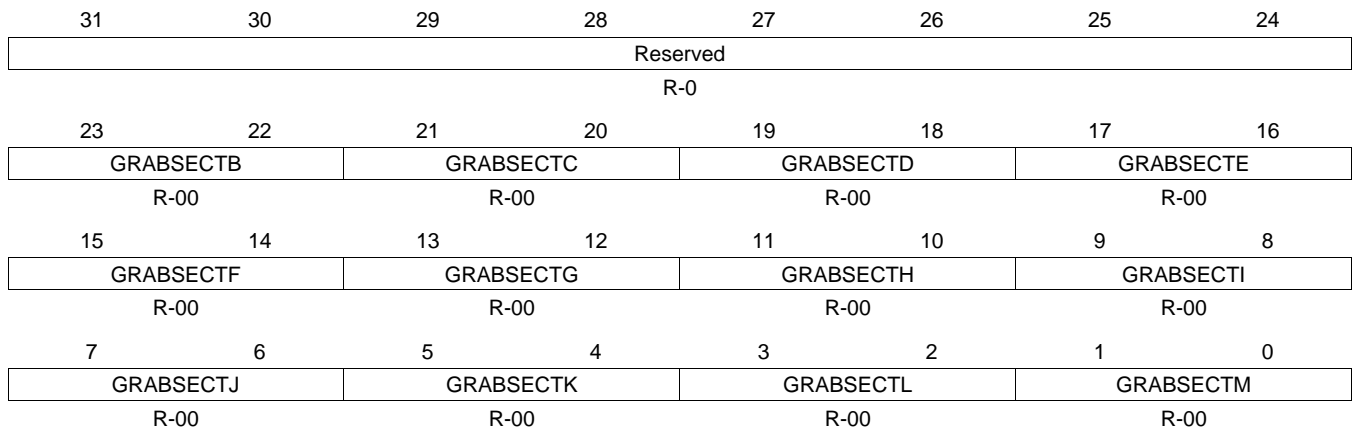 31 30 29 28 27 26 25 24
Reserved
R-0
23 22 21 20 19 18 17 16
GRABSECTB GRABSECTC GRABSECTD GRABSECTE
R-00 R-00 R-00 R-00
15 14 13 12 11 10 9 8
GRABSECTF GRABSECTG GRABSECTH GRABSECTI
R-00 R-00 R-00 R-00
7 6 5 4 3 2 1 0
GRABSECTJ GRABSECTK GRABSECTL GRABSECTM
R-00 R-00 R-00 R-00